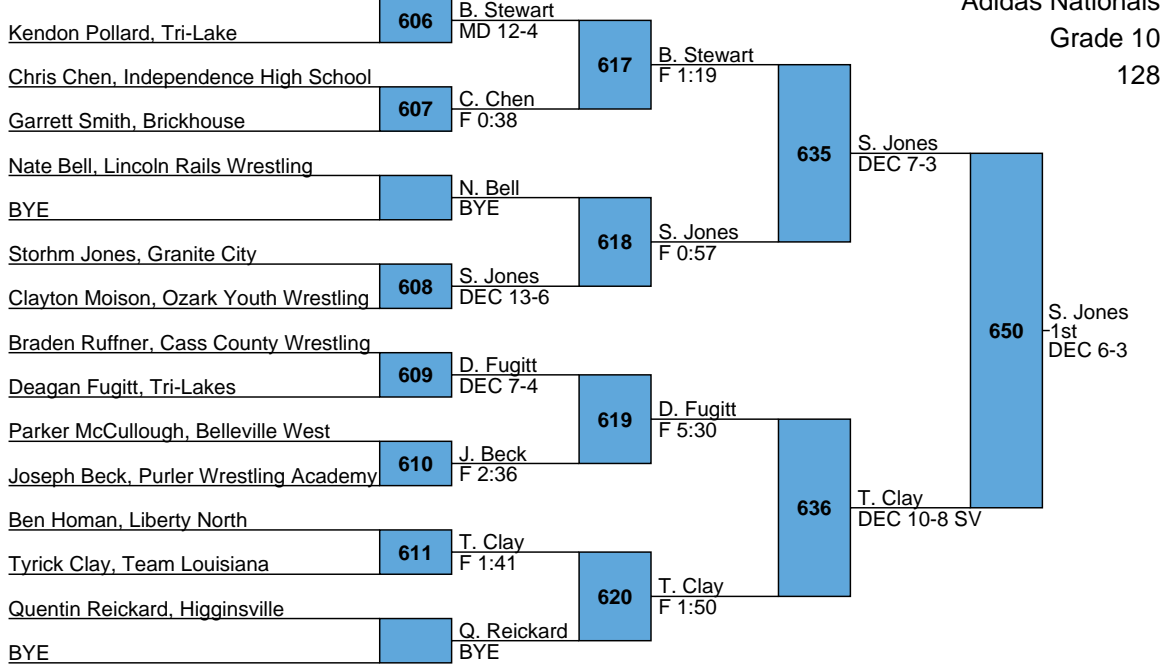 Adidas Nationals
Grade 10
128
606
B. Stewart
MD 12-4
Kendon Pollard, Tri-Lake
617
B. Stewart
F 1:19
Chris Chen, Independence High School
607
C. Chen
F 0:38
Garrett Smith, Brickhouse
635
S. Jones
DEC 7-3
Nate Bell, Lincoln Rails Wrestling
N. Bell
BYE
BYE
618
S. Jones
F 0:57
Storhm Jones, Granite City
608
S. Jones
DEC 13-6
Clayton Moison, Ozark Youth Wrestling
650
S. Jones
1st
DEC 6-3
Braden Ruffner, Cass County Wrestling
609
D. Fugitt
DEC 7-4
Deagan Fugitt, Tri-Lakes
619
D. Fugitt
F 5:30
Parker McCullough, Belleville West
610
J. Beck
F 2:36
Joseph Beck, Purler Wrestling Academy
636
T. Clay
DEC 10-8 SV
Ben Homan, Liberty North
611
T. Clay
F 1:41
Tyrick Clay, Team Louisiana
620
T. Clay
F 1:50
Quentin Reickard, Higginsville
Q. Reickard
BYE
BYE